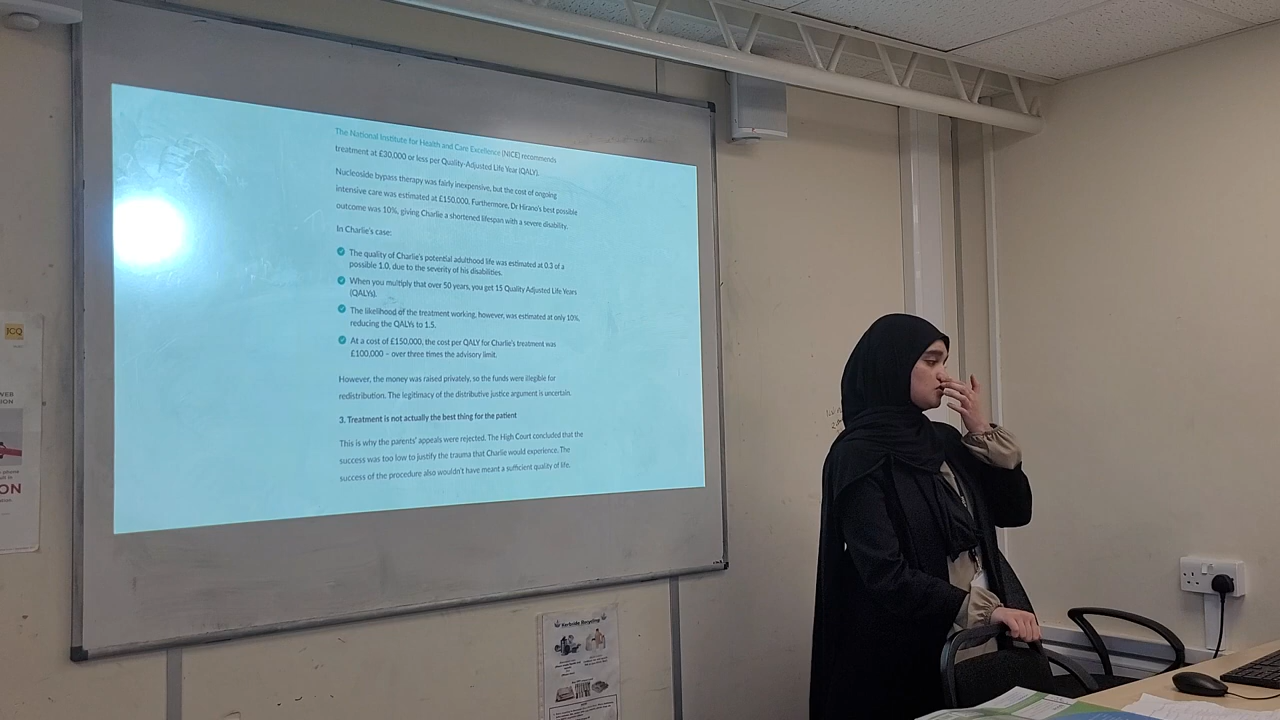 The National Institute for Health and Care Excellence (NICE) recommends
treatment at £30,000 or less per Quality-Adjusted Life Year (QALY).
Nucleoside bypass therapy was fairly inexpensive, but the cost of ongoing
intensive care was estimated at £150,000. Furthermore, Dr Hirano's best possible
outcome was 10%, giving Charlie a shortened lifespan with a severe disability.
In Charlie's case:
The quality of Charlie's potential adulthood life was estimated at 0.3 of a
possible 1.0, due to the severity of his disabilities.
When you multiply that over 50 years, you get 15 Quality Adjusted Life Years
(QALYs).
The likelihood of the treatment working, however, was estimated at only 10%,
reducing the QALYs to 1.5.
At a cost of £150,000, the cost per QALY for Charlie's treatment was
£100,000 – over three times the advisory limit.
However, the money was raised privately, so the funds were illegible for
redistribution. The legitimacy of the distributive justice argument is uncertain.
3. Treatment is not actually the best thing for the patient
This is why the parents' appeals were rejected. The High Court concluded that the
success was too low to justify the trauma that Charlie would experience. The
success of the procedure also wouldn't have meant a sufficient quality of life.
JCQ
WEB
ION
ON
Kerbside Recycling